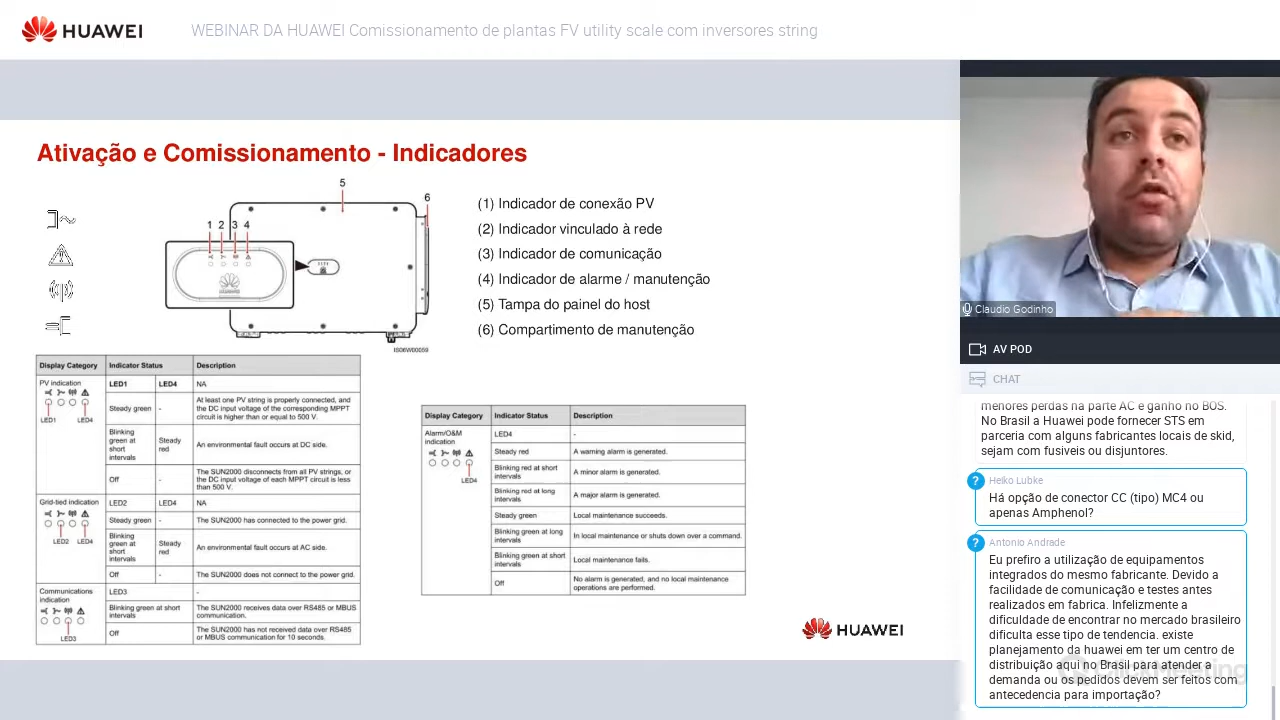 HUAWEI
WEBINAR DA HUAWEI Comissionamento de plantas FV utility scale com inversores string
Ativação e Comissionamento - Indicadores
5
6
1 2 3 4
IS06W00059
(1) Indicador de conexão PV
(2) Indicador vinculado à rede
(3) Indicador de comunicação
(4) Indicador de alarme / manutenção
(5) Tampa do painel do host
(6) Compartimento de manutenção
Display Category Indicator Status Description
PV indication
LED1 LED4
LED1 LED4 NA
Steady green - At least one PV string is properly connected, and
the DC input voltage of the corresponding MPPT
circuit is higher than or equal to 500 V.
Blinking
green at
short
intervals
Steady
red
An environmental fault occurs at DC side.
Off - The SUN2000 disconnects from all PV strings, or
the DC input voltage of each MPPT circuit is less
than 500 V.
Grid-tied indication
LED2 LED4
LED2 LED4 NA
Steady green - The SUN2000 has connected to the power grid.
Blinking
green at
short
intervals
Steady
red
An environmental fault occurs at AC side.
Off - The SUN2000 does not connect to the power grid.
Communications
indication
LED3
LED3 -
Blinking green at short
intervals
The SUN2000 receives data over RS485 or MBUS
communication.
Off The SUN2000 has not received data over RS485
or MBUS communication for 10 seconds.
Display Category Indicator Status Description
Alarm/O&M
indication
LED4
LED4 -
Steady red A warning alarm is generated.
Blinking red at short
intervals
A minor alarm is generated.
Blinking red at long
intervals
A major alarm is generated.
Steady green Local maintenance succeeds.
Blinking green at long
intervals
In local maintenance or shuts down over a command.
Blinking green at short
intervals
Local maintenance fails.
Off No alarm is generated, and no local maintenance
operations are performed.
HUAWEI
Claudio Godinho
AV POD
CHAT
menores perdas na parte AC e ganho no BOS.
No Brasil a Huawei pode fornecer STS em
parceria com alguns fabricantes locais de skid,
sejam com fusiveis ou disjuntores.
? Heiko Lubke
Há opção de conector CC (tipo) MC4 ou
apenas Amphenol?
? Antonio Andrade
Eu prefiro a utilização de equipamentos
integrados do mesmo fabricante. Devido a
facilidade de comunicação e testes antes
realizados em fabrica. Infelizmente a
dificuldade de encontrar no mercado brasileiro
dificulta esse tipo de tendencia. existe
planejamento da huawei em ter um centro de
distribuição aqui no Brasil para atender a
demanda ou os pedidos devem ser feitos com
antecedencia para importação?
ClickMeeting